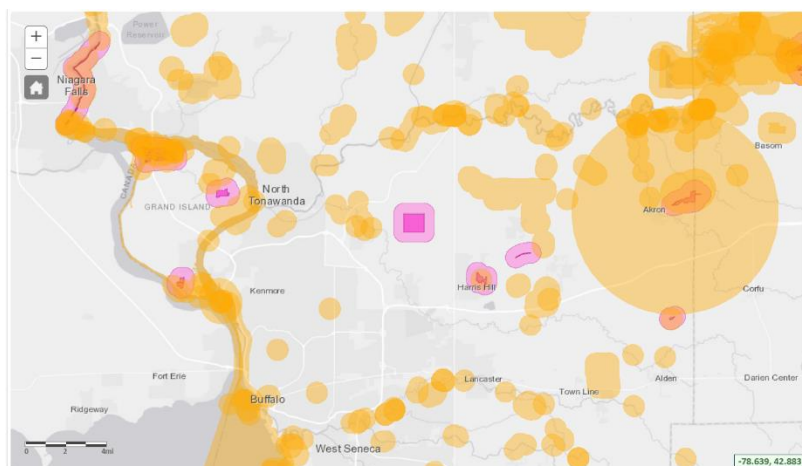 Power
Reservoir
+
−
Niagara
Falls
Basom
CANADA
North
Tonawanda
GRAND ISLAND
Akron
Kenmore
Harris Hill
Corfu
Fort Erie
Lancaster
Town Line
Alden
Darien Center
Buffalo
Ridgeway
West Seneca
0 2 4mi
-78.639, 42.883